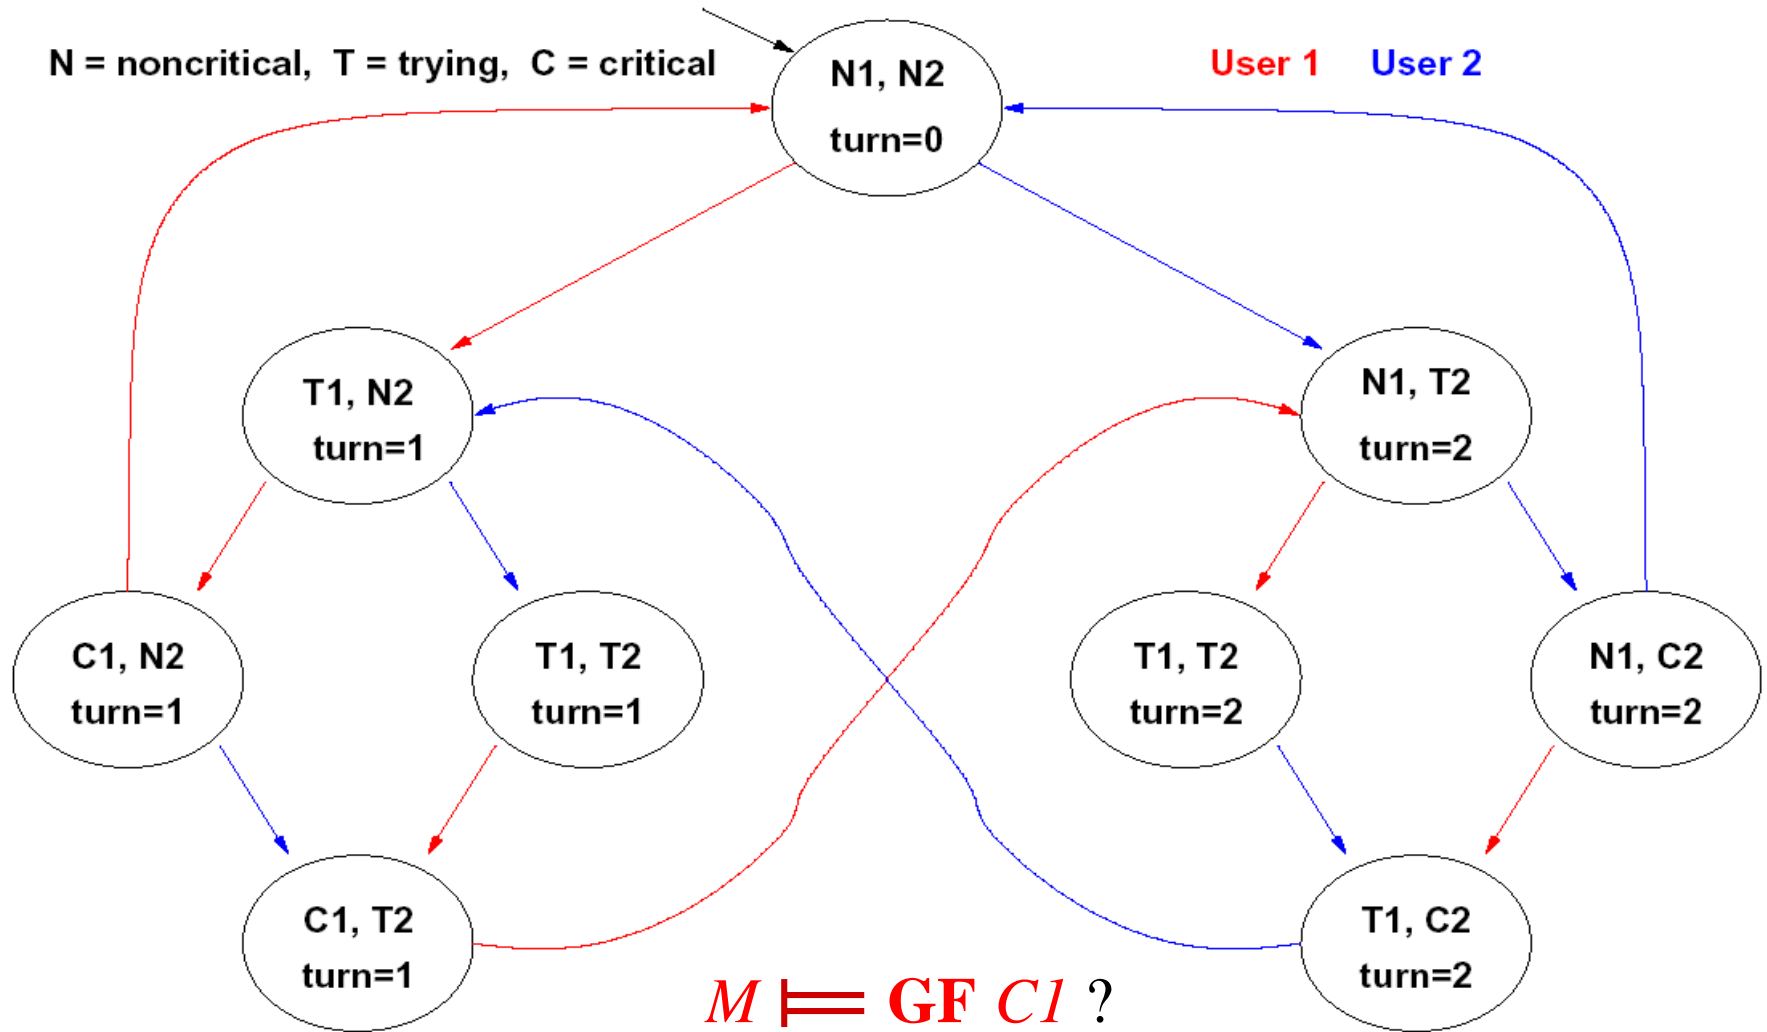 N = noncritical, T = trying, C = critical
User 1 User 2
N1, N2
turn=0
T1, N2
turn=1
N1, T2
turn=2
C1, N2
turn=1
T1, T2
turn=1
T1, T2
turn=2
N1, C2
turn=2
C1, T2
turn=1
T1, C2
turn=2
M ⊨ GF C1 ?